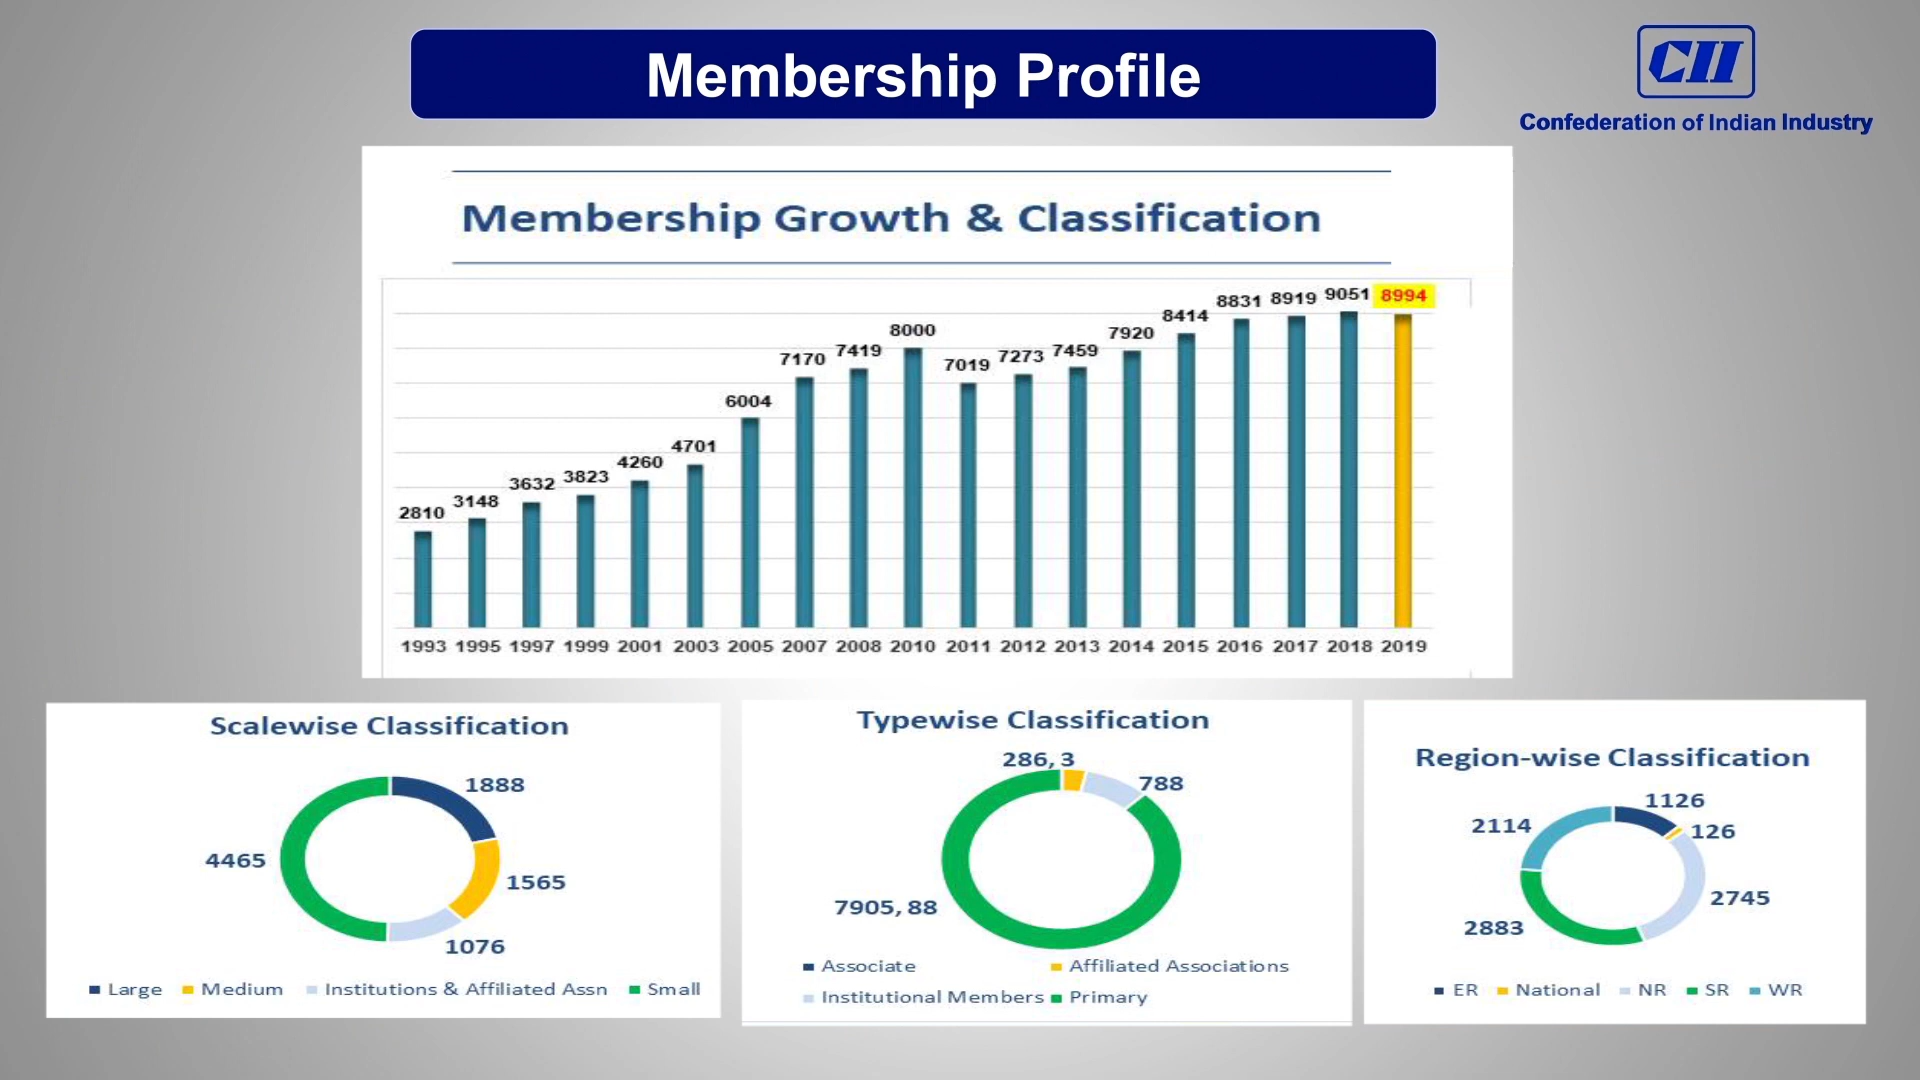 Membership Profile
CII
Confederation of Indian Industry
Membership Growth & Classification
2810 3148 3632 3823 4260 4701 6004 7170 7419 8000 7019 7273 7459 7920 8414 8831 8919 9051 8994
1993 1995 1997 1999 2001 2003 2005 2007 2008 2010 2011 2012 2013 2014 2015 2016 2017 2018 2019
Scalewise Classification
1888
4465
1565
1076
Large Medium Institutions & Affiliated Assn Small
Typewise Classification
286, 3
788
7905, 88
Associate Affiliated Associations
Institutional Members Primary
Region-wise Classification
1126
2114
126
2745
2883
ER National NR SR WR